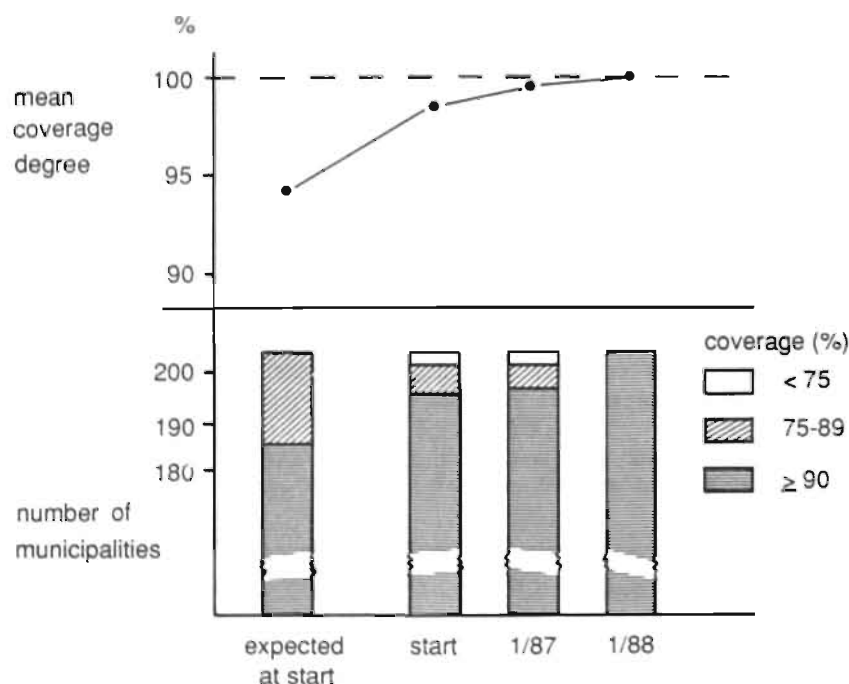 %
100
mean
coverage
degree
95
90
coverage (%)
< 75
75-89
≥ 90
200
190
180
number of
municipalities
expected
at start
start
1/87
1/88